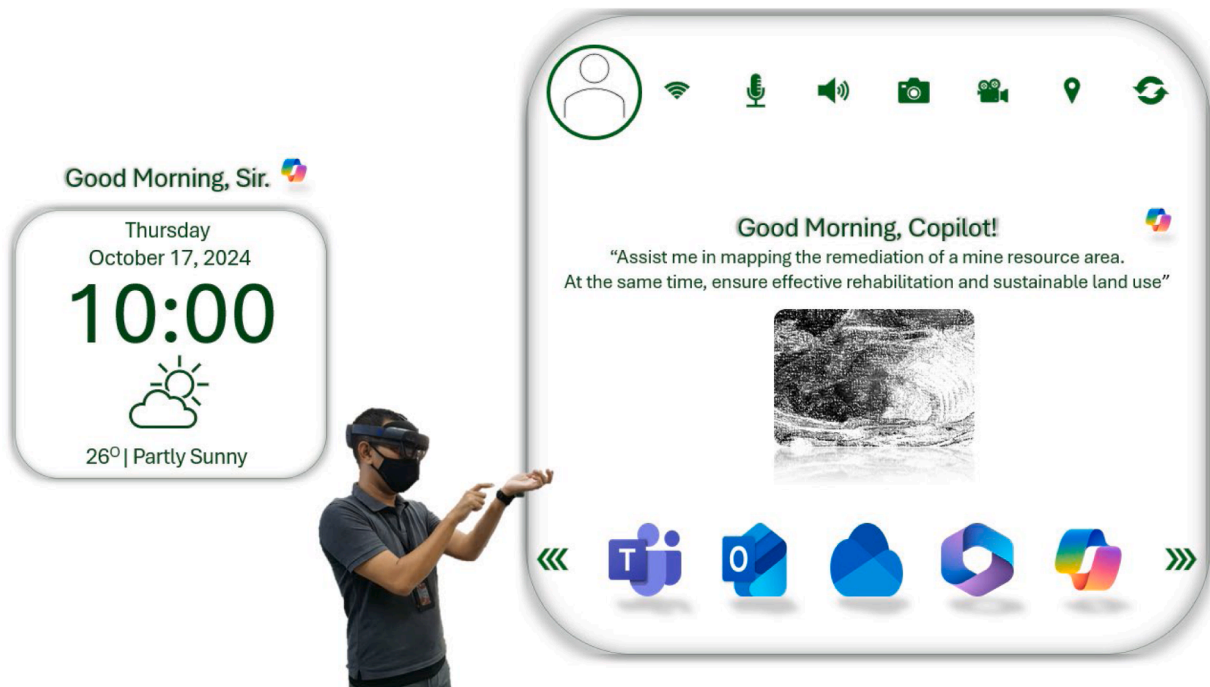 Good Morning, Sir.
Thursday
October 17, 2024
10:00
26° | Partly Sunny
Good Morning, Copilot!
“Assist me in mapping the remediation of a mine resource area.
At the same time, ensure effective rehabilitation and sustainable land use”
T
O